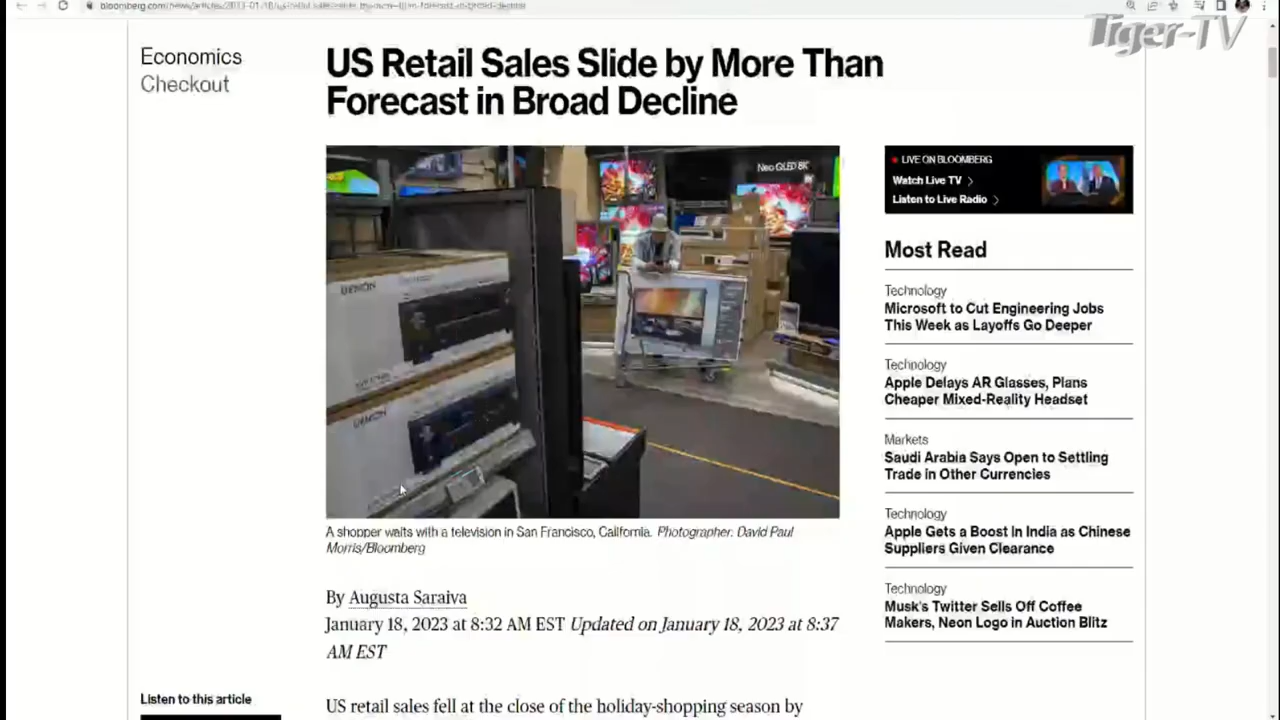 Tiger-TV
Economics
Checkout
US Retail Sales Slide by More Than
Forecast in Broad Decline
Neo QLED 8K
DENON
DENON
A shopper waits with a television in San Francisco, California. Photographer: David Paul
Morris/Bloomberg
By Augusta Saraiva
January 18, 2023 at 8:32 AM EST Updated on January 18, 2023 at 8:37
AM EST
Listen to this article
US retail sales fell at the close of the holiday-shopping season by
LIVE ON BLOOMBERG
Watch Live TV
Listen to Live Radio
Most Read
Technology
Microsoft to Cut Engineering Jobs
This Week as Layoffs Go Deeper
Technology
Apple Delays AR Glasses, Plans
Cheaper Mixed-Reality Headset
Markets
Saudi Arabia Says Open to Settling
Trade in Other Currencies
Technology
Apple Gets a Boost In India as Chinese
Suppliers Given Clearance
Technology
Musk's Twitter Sells Off Coffee
Makers, Neon Logo in Auction Blitz